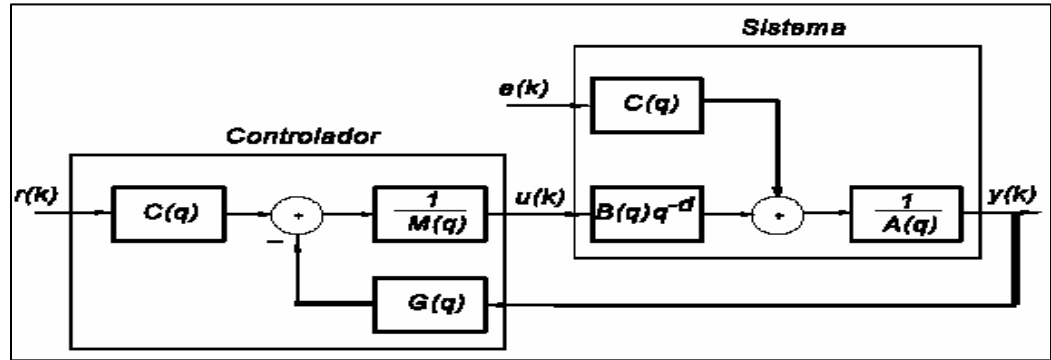 Sistema
e(k)
C(q)
Controlador
r(k)
C(q)
+
−
1
M(q)
u(k)
B(q)q^-d
+
1
A(q)
y(k)
G(q)